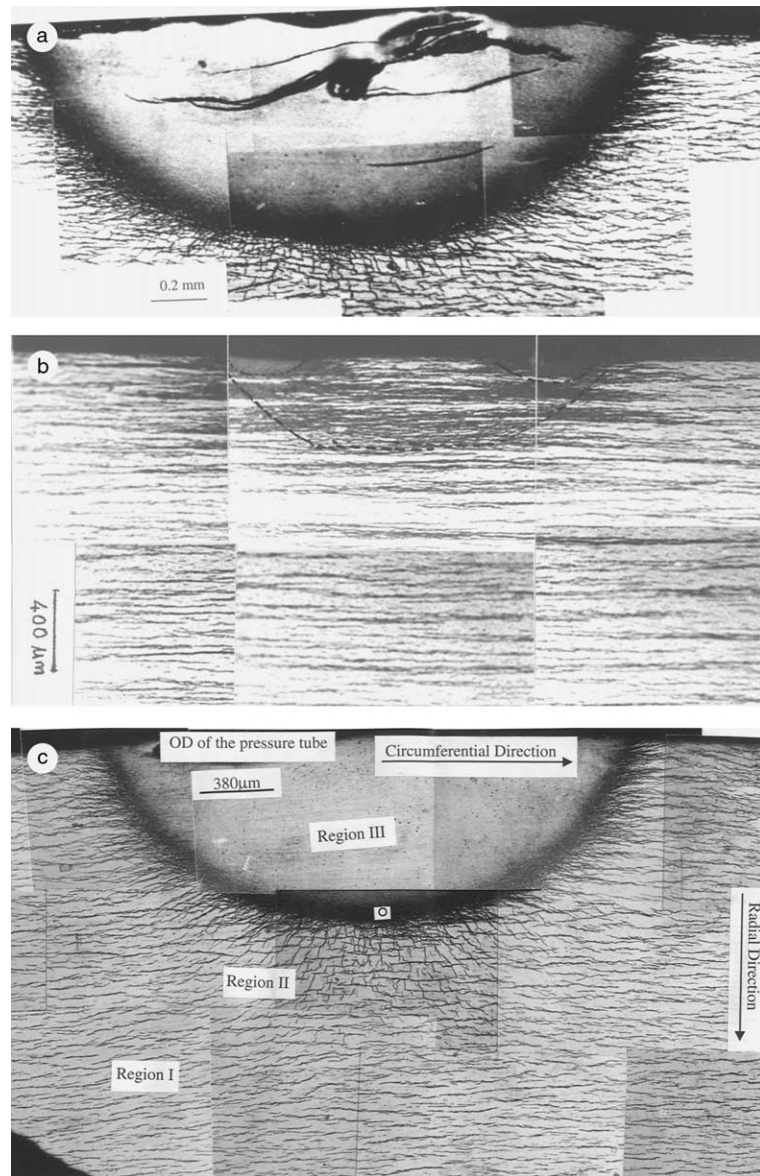 a
0.2 mm
b
400 μm
c
OD of the pressure tube
Circumferential Direction
380μm
Region III
O
Region II
Radial Direction
Region I